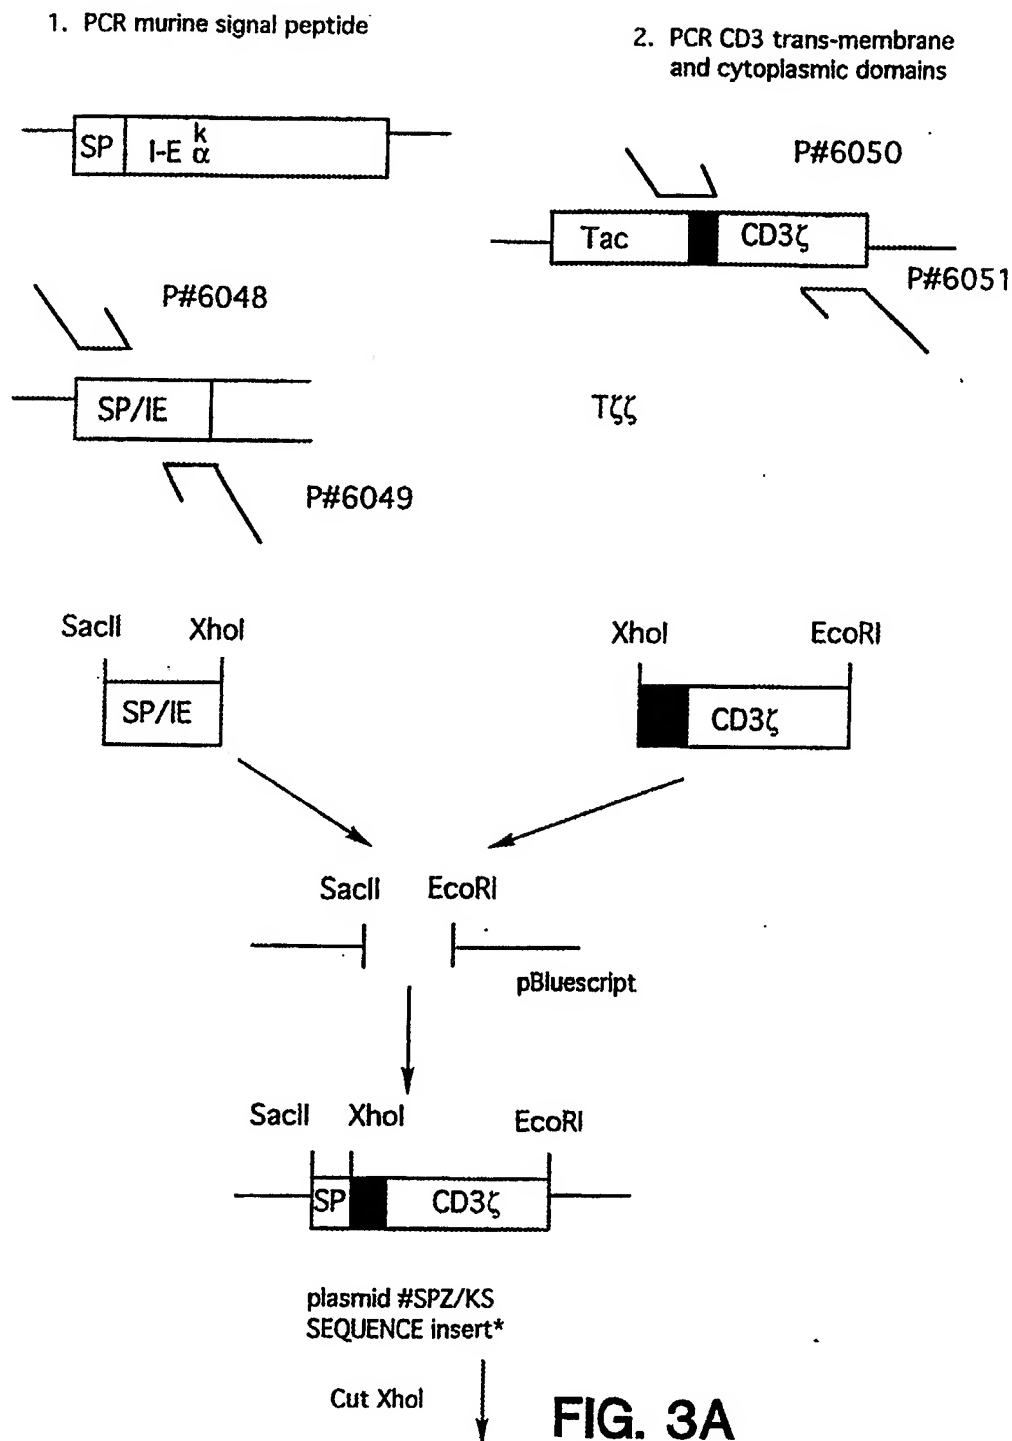 1. PCR murine signal peptide
2. PCR CD3 trans-membrane
and cytoplasmic domains
SP
I-E k α
P#6048
SP/IE
P#6049
P#6050
Tac
CD3ζ
P#6051
Tζζ
SacII XhoI
SP/IE
XhoI EcoRI
CD3ζ
SacII EcoRI
pBluescript
SacII XhoI EcoRI
SP CD3ζ
plasmid #SPZ/KS
SEQUENCE insert*
Cut XhoI
FIG. 3A